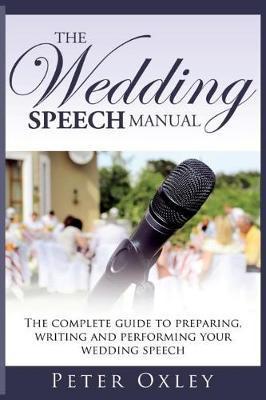 THE
Wedding
SPEECH MANUAL
THE COMPLETE GUIDE TO PREPARING,
WRITING AND PERFORMING YOUR
WEDDING SPEECH
PETER OXLEY